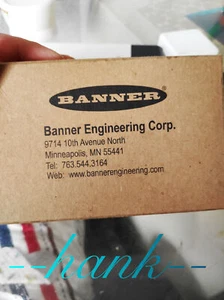 BANNER
Banner Engineering Corp.
9714 10th Avenue North
Minneapolis, MN 55441
Tel: 763.544.3164
Web: www.bannerengineering.com
--hank--